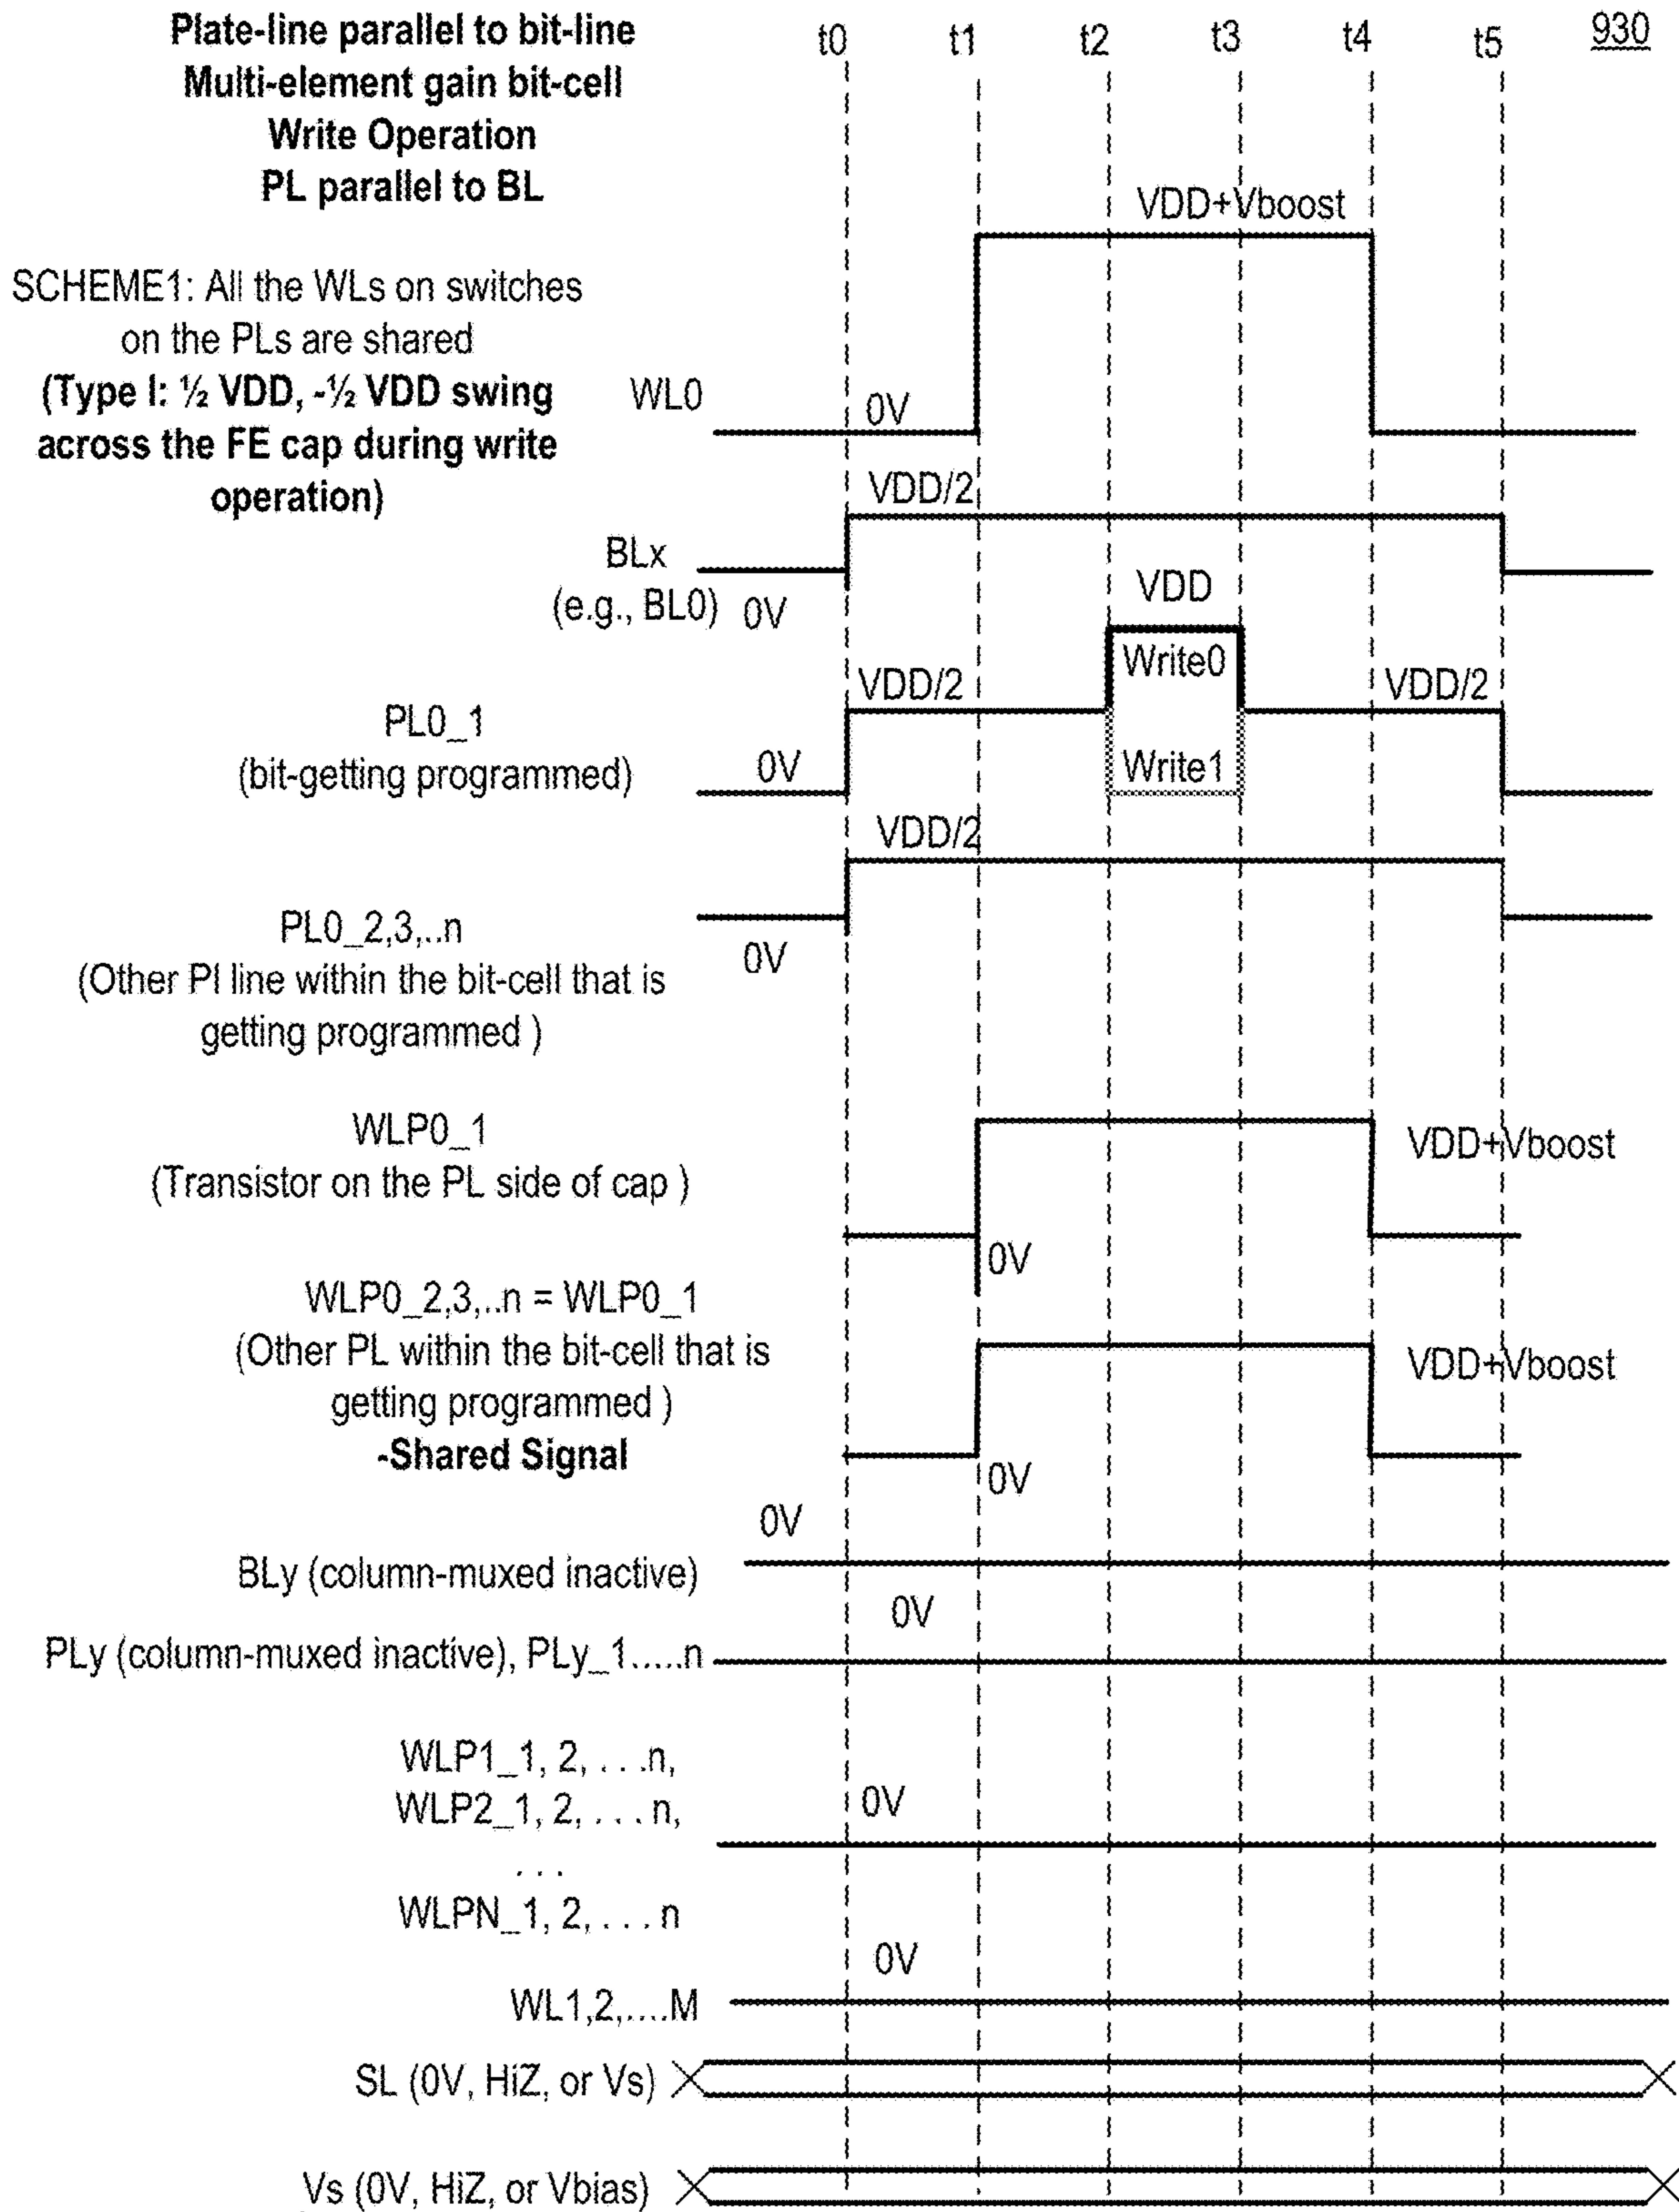 Plate-line parallel to bit-line
Multi-element gain bit-cell
Write Operation
PL parallel to BL
t0 t1 t2 t3 t4 t5 930
VDD+Vboost
SCHEME1: All the WLs on switches
on the PLs are shared
(Type I: ½ VDD, -½ VDD swing
across the FE cap during write
operation)
WL0 0V
VDD/2
BLx
(e.g., BL0) 0V
VDD
Write0
VDD/2 VDD/2
PL0_1
(bit-getting programmed) 0V
Write1
VDD/2
PL0_2,3,..n
(Other Pl line within the bit-cell that is
getting programmed )
0V
WLP0_1
(Transistor on the PL side of cap )
VDD+Vboost
0V
WLP0_2,3,..n = WLP0_1
(Other PL within the bit-cell that is
getting programmed )
-Shared Signal
VDD+Vboost
0V
0V
BLy (column-muxed inactive)
0V
PLy (column-muxed inactive), PLy_1.....n
WLP1_1, 2, . . .n,
WLP2_1, 2, . . . n,
. . .
WLPN_1, 2, . . . n
0V
0V
WL1,2,....M
SL (0V, HiZ, or Vs)
Vs (0V, HiZ, or Vbias)